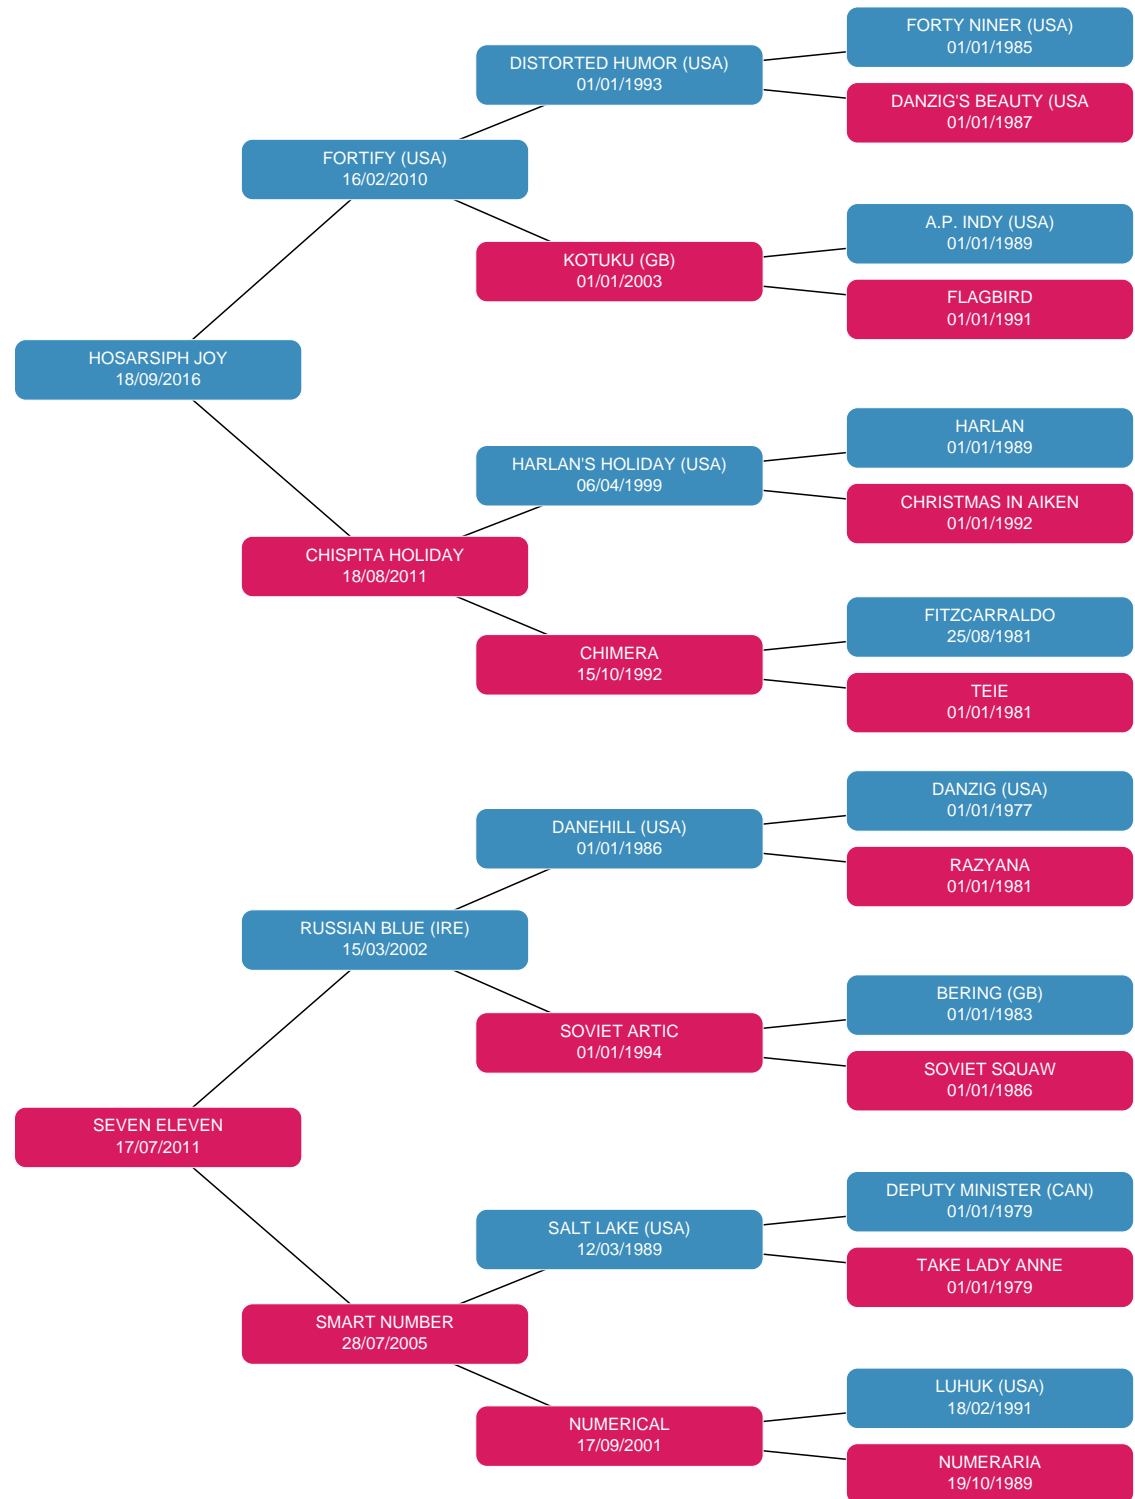 FORTY NINER (USA)
01/01/1985
DISTORTED HUMOR (USA)
01/01/1993
DANZIG'S BEAUTY (USA
01/01/1987
FORTIFY (USA)
16/02/2010
A.P. INDY (USA)
01/01/1989
KOTUKU (GB)
01/01/2003
FLAGBIRD
01/01/1991
HOSARSIPH JOY
18/09/2016
HARLAN
01/01/1989
HARLAN'S HOLIDAY (USA)
06/04/1999
CHRISTMAS IN AIKEN
01/01/1992
CHISPITA HOLIDAY
18/08/2011
FITZCARRALDO
25/08/1981
CHIMERA
15/10/1992
TEIE
01/01/1981
DANZIG (USA)
01/01/1977
DANEHILL (USA)
01/01/1986
RAZYANA
01/01/1981
RUSSIAN BLUE (IRE)
15/03/2002
BERING (GB)
01/01/1983
SOVIET ARTIC
01/01/1994
SOVIET SQUAW
01/01/1986
SEVEN ELEVEN
17/07/2011
DEPUTY MINISTER (CAN)
01/01/1979
SALT LAKE (USA)
12/03/1989
TAKE LADY ANNE
01/01/1979
SMART NUMBER
28/07/2005
LUHUK (USA)
18/02/1991
NUMERICAL
17/09/2001
NUMERARIA
19/10/1989